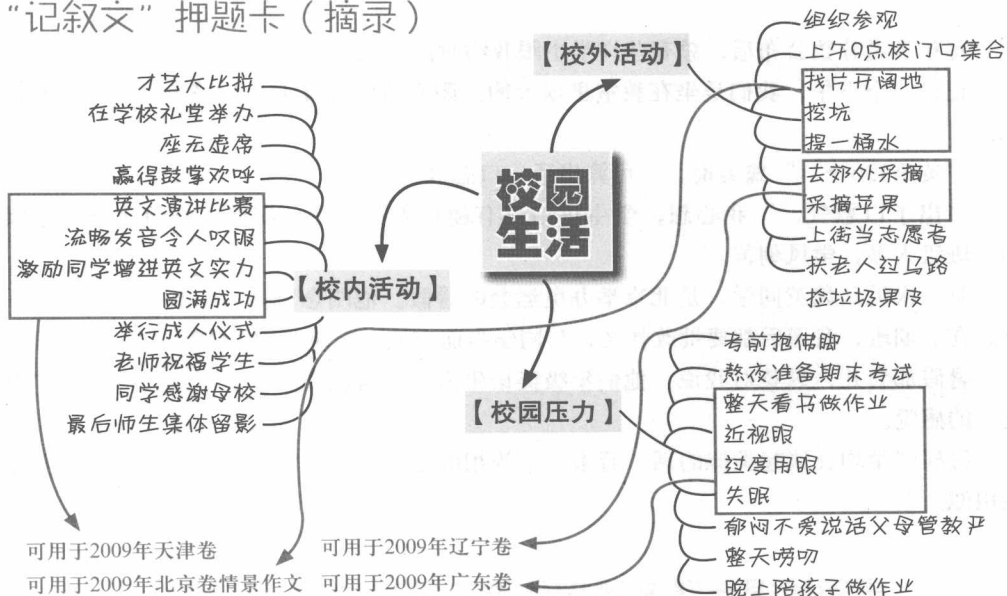 “记叙文”押题卡（摘录）
校园
生活
【校内活动】
才艺大比拼
在学校礼堂举办
座无虚席
赢得鼓掌欢呼
英文演讲比赛
流畅发音令人叹服
激励同学增进英文实力
圆满成功
举行成人仪式
老师祝福学生
同学感谢母校
最后师生集体留影
【校外活动】
组织参观
上午9点校门口集合
找片开阔地
挖坑
提一桶水
去郊外采摘
采摘苹果
上街当志愿者
扶老人过马路
捡垃圾果皮
【校园压力】
考前抱佛脚
熬夜准备期末考试
整天看书做作业
近视眼
过度用眼
失眠
郁闷不爱说话父母管教严
整天唠叨
晚上陪孩子做作业
可用于2009年天津卷
可用于2009年辽宁卷
可用于2009年北京卷情景作文
可用于2009年广东卷